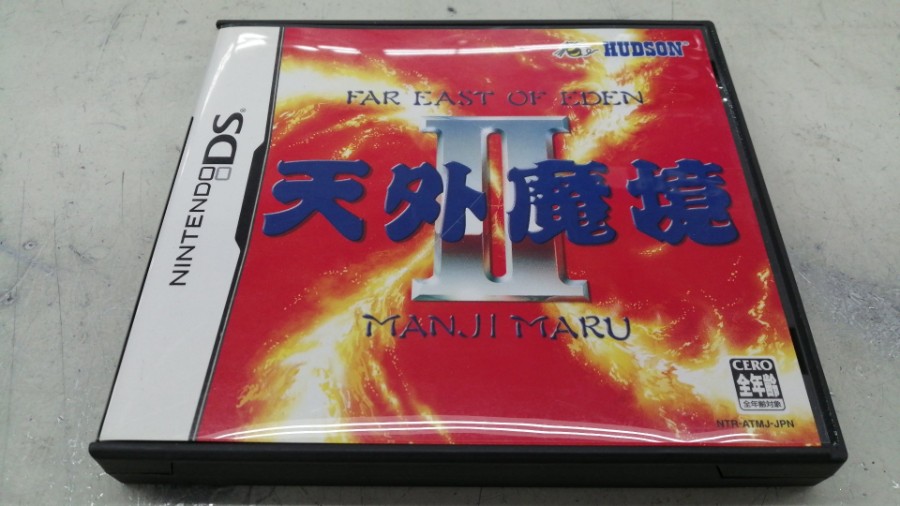 NINTENDO DS
HUDSON
FAR EAST OF EDEN
II
天外魔境
MANJI MARU
CERO
全年齢
全年齢対象
NTR-ATMJ-JPN